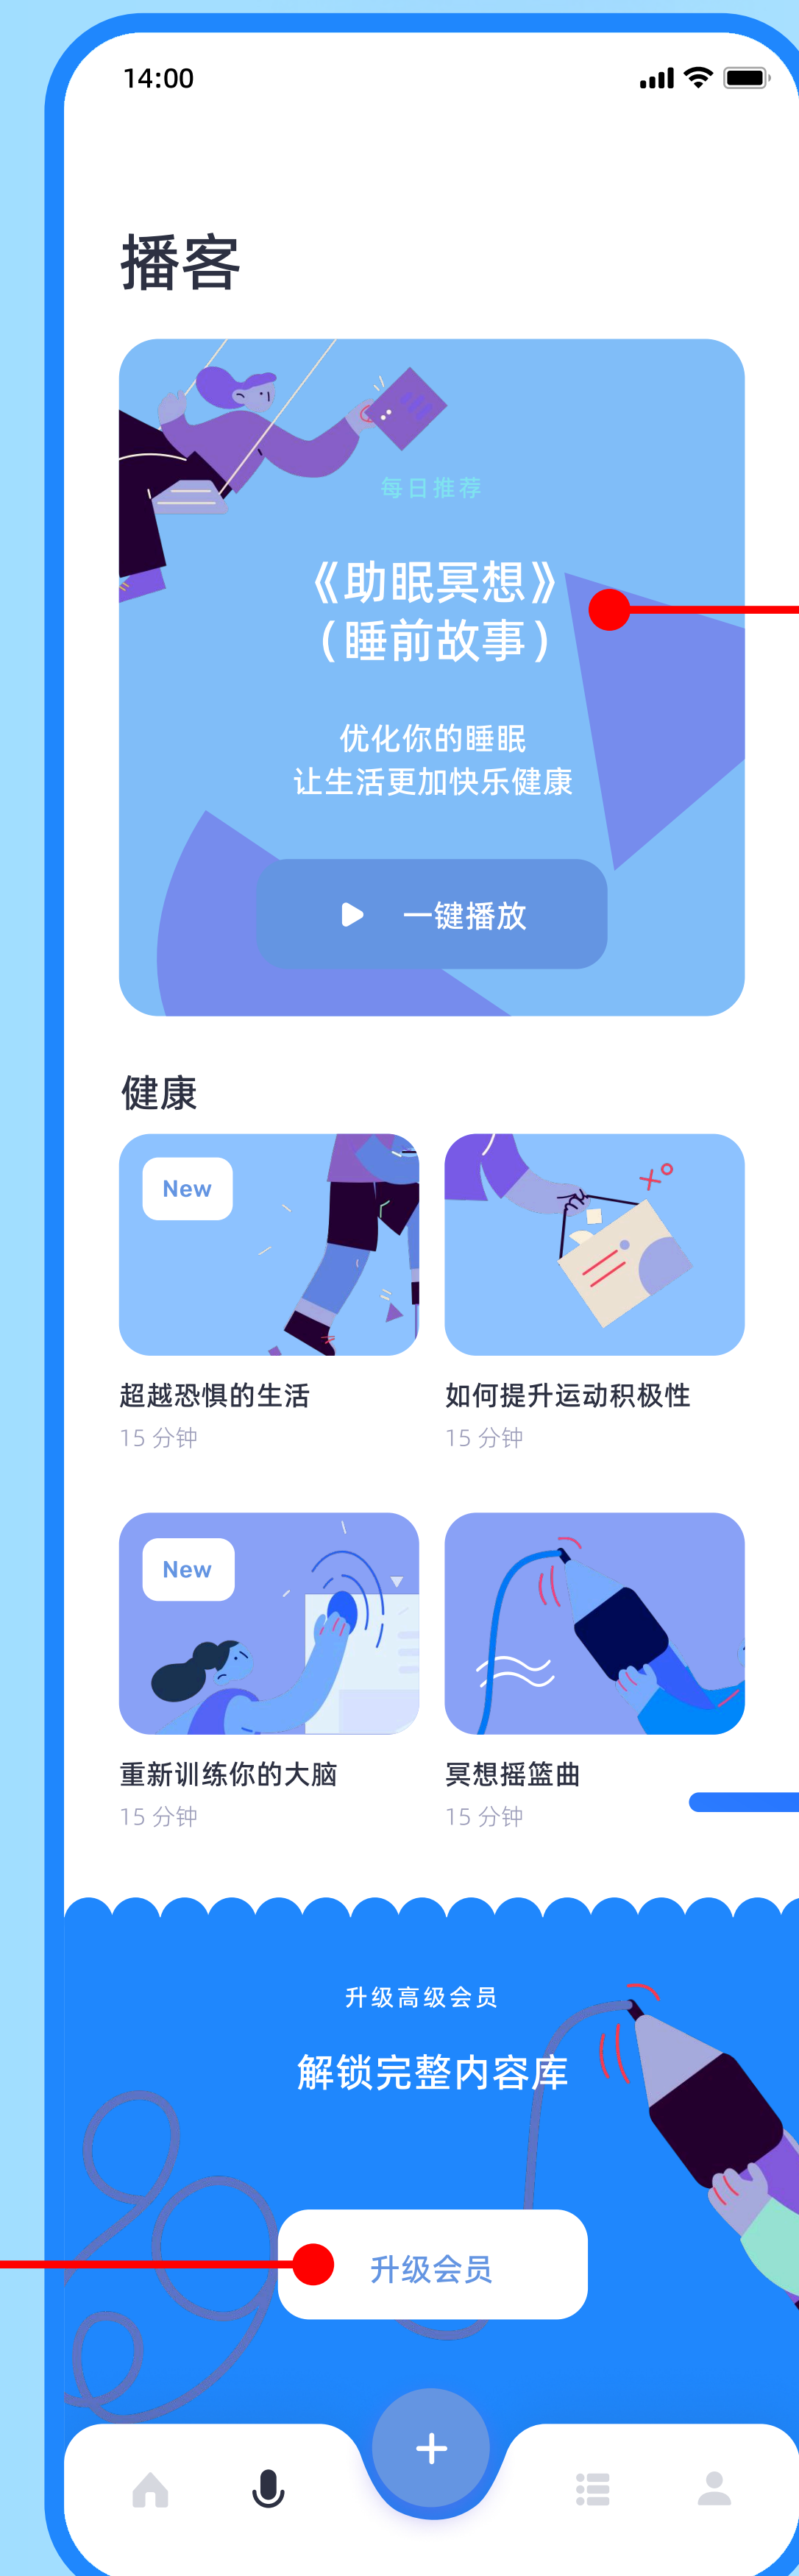 14:00
播客
每日推荐
《助眠冥想》
（睡前故事）
优化你的睡眠
让生活更加快乐健康
一键播放
健康
New
超越恐惧的生活
如何提升运动积极性
15 分钟
15 分钟
New
重新训练你的大脑
冥想摇篮曲
15 分钟
15 分钟
升级高级会员
解锁完整内容库
升级会员